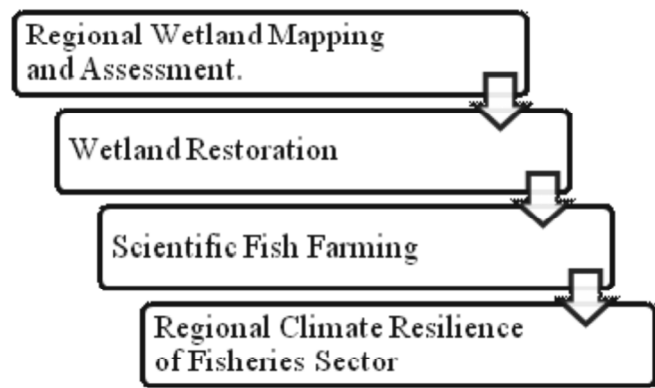 Regional Wetland Mapping
and Assessment.
Wetland Restoration
Scientific Fish Farming
Regional Climate Resilience
of Fisheries Sector